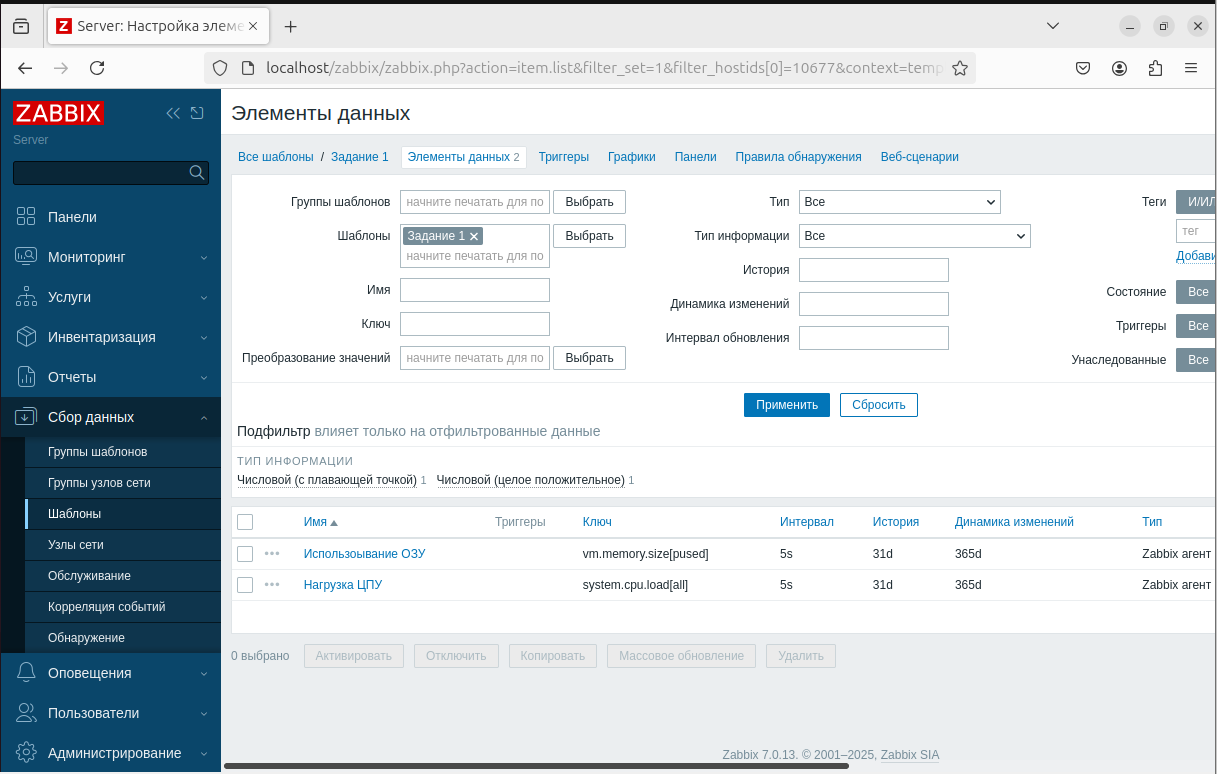 Server: Настройка элеме
localhost/zabbix/zabbix.php?action=item.list&filter_set=1&filter_hostids[0]=10677&context=temp
ZABBIX
Server
Панели
Мониторинг
Услуги
Инвентаризация
Отчеты
Сбор данных
Группы шаблонов
Группы узлов сети
Шаблоны
Узлы сети
Обслуживание
Корреляция событий
Обнаружение
Оповещения
Пользователи
Администрирование
Элементы данных
Все шаблоны / Задание 1 Элементы данных 2 Триггеры Графики Панели Правила обнаружения Веб-сценарии
Группы шаблонов начните печатать для по Выбрать
Шаблоны Задание 1 Выбрать
начните печатать для по
Имя
Ключ
Преобразование значений начните печатать для по Выбрать
Тип Все
Тип информации Все
История
Динамика изменений
Интервал обновления
Теги И/ИЛ
тег
Добави
Состояние Все
Триггеры Все
Унаследованные Все
Применить Сбросить
Подфильтр влияет только на отфильтрованные данные
ТИП ИНФОРМАЦИИ
Числовой (с плавающей точкой) 1 Числовой (целое положительное) 1
Имя Триггеры Ключ Интервал История Динамика изменений Тип
Использоывание ОЗУ vm.memory.size[pused] 5s 31d 365d Zabbix агент
Нагрузка ЦПУ system.cpu.load[all] 5s 31d 365d Zabbix агент
0 выбрано Активировать Отключить Копировать Массовое обновление Удалить
Zabbix 7.0.13. © 2001–2025, Zabbix SIA